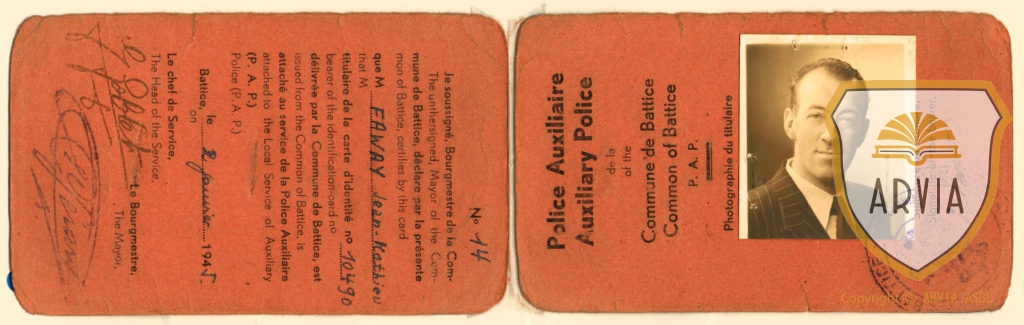 Nº 14
Je soussigné, Bourgmestre de la Com-
The unthersigned, Mayor of the Com-
mune de Battice, déclare par la présente
mon of Battice, certifies by this card
que M FAWAY Jean-Mathieu
that M
titulaire de la carte d'identité nº 10.490
bearer of the identification-card nº
délivrée par la Commune de Battice, est
issued from the Common of Battice, is
attaché au service de la Police Auxiliaire
attached to the Local Service of Auxiliary
(P. A. P.)
Police (P. A. P.)
Battice, le 2 janvier 1945
on
Le chef de Service,
The Head of the Service,
Le Bourgmestre,
The Mayor,
Police Auxiliaire
Auxiliary Police
de la
of the
Commune de Battice
Common of Battice
P. A. P.
Photographie du titulaire
ARVIA
Copyright © ARVIA ASBL